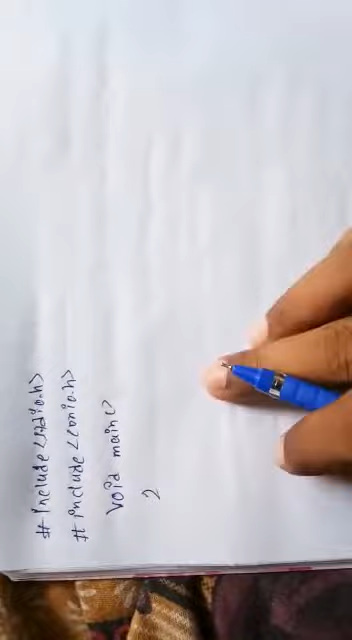 #include <stdio.h>
#include <conio.h>
void main()
{